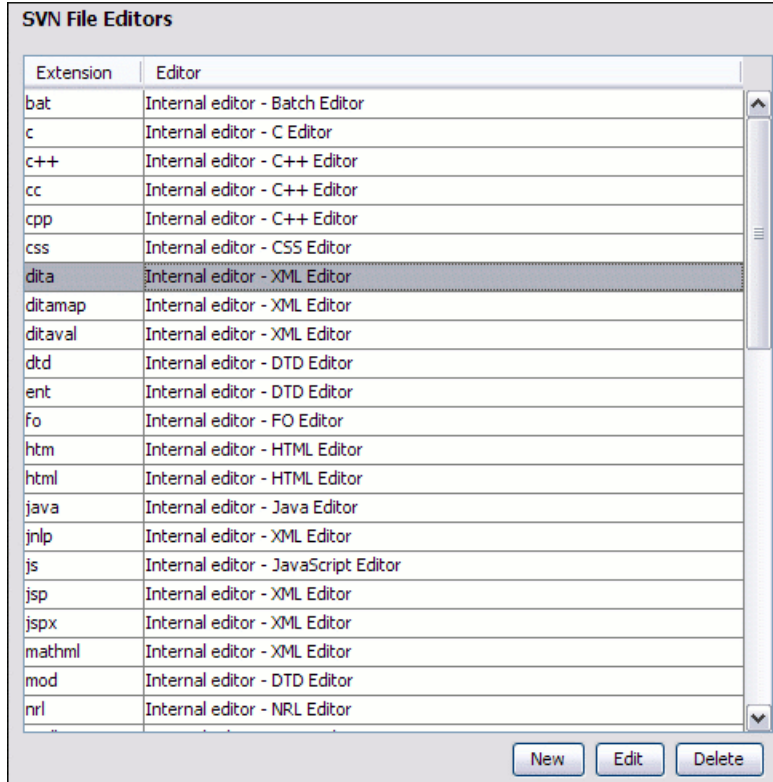 SVN File Editors
Extension Editor
bat Internal editor - Batch Editor
c Internal editor - C Editor
c++ Internal editor - C++ Editor
cc Internal editor - C++ Editor
cpp Internal editor - C++ Editor
css Internal editor - CSS Editor
dita Internal editor - XML Editor
ditamap Internal editor - XML Editor
ditaval Internal editor - XML Editor
dtd Internal editor - DTD Editor
ent Internal editor - DTD Editor
fo Internal editor - FO Editor
htm Internal editor - HTML Editor
html Internal editor - HTML Editor
java Internal editor - Java Editor
jnlp Internal editor - XML Editor
js Internal editor - JavaScript Editor
jsp Internal editor - XML Editor
jspx Internal editor - XML Editor
mathml Internal editor - XML Editor
mod Internal editor - DTD Editor
nrl Internal editor - NRL Editor
New Edit Delete